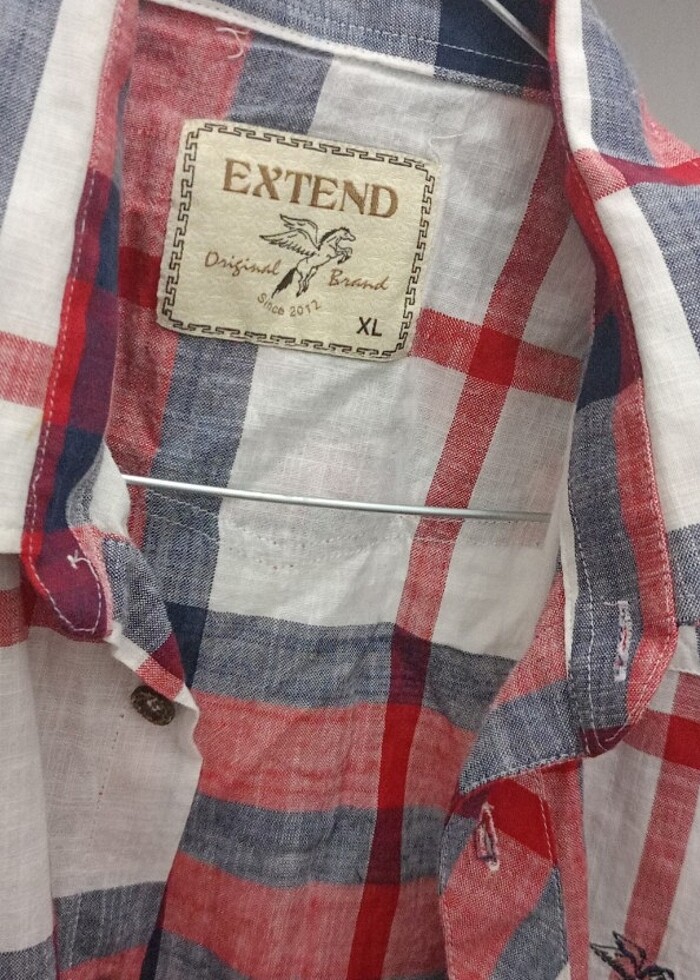 EXTEND
Original Brand
Since 2012
XL